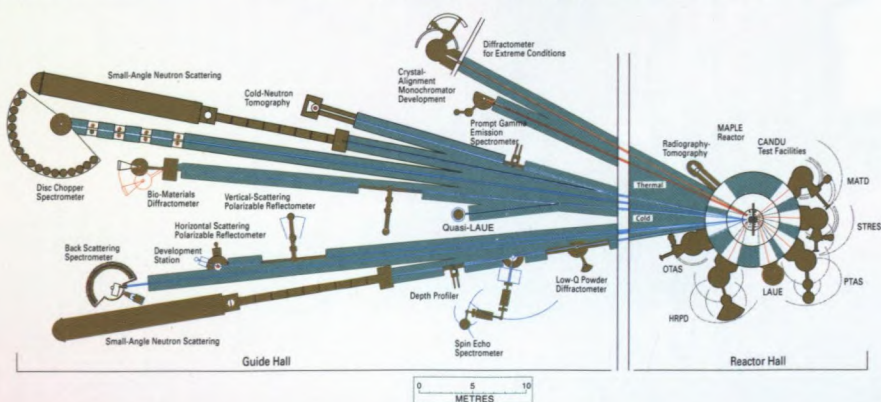 Small-Angle Neutron Scattering
Cold-Neutron
Tomography
Crystal-
Alignment
Monochromator
Development
Diffractometer
for Extreme Conditions
Prompt Gamma
Emission
Spectrometer
Radiography-
Tomography
MAPLE
Reactor
CANDU
Test Facilities
MATD
STRES
PTAS
LAUE
HRPD
OTAS
Thermal
Cold
Disc Chopper
Spectrometer
Bio-Materials
Diffractometer
Vertical-Scattering
Polarizable Reflectometer
Quasi-LAUE
Horizontal Scattering
Polarizable Reflectometer
Development
Station
Back Scattering
Spectrometer
Depth Profiler
Low-Q Powder
Diffractometer
Spin Echo
Spectrometer
Small-Angle Neutron Scattering
Guide Hall
Reactor Hall
0 5 10
METRES